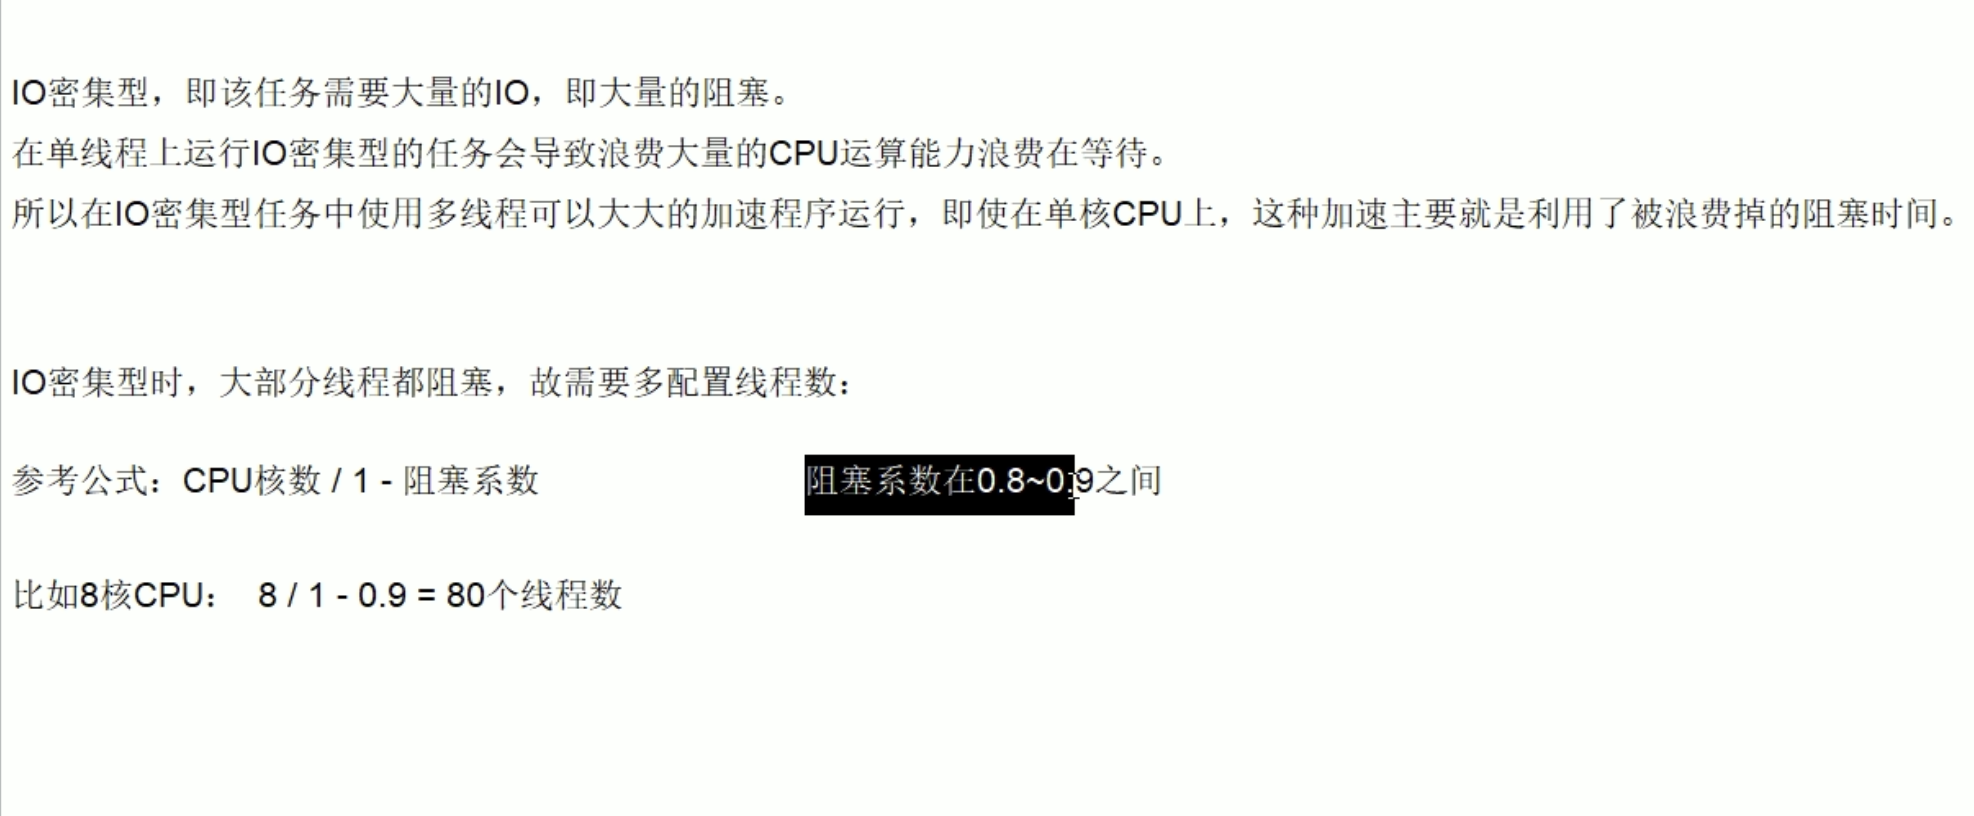 IO密集型，即该任务需要大量的IO，即大量的阻塞。
在单线程上运行IO密集型的任务会导致浪费大量的CPU运算能力浪费在等待。
所以在IO密集型任务中使用多线程可以大大的加速程序运行，即使在单核CPU上，这种加速主要就是利用了被浪费掉的阻塞时间。
IO密集型时，大部分线程都阻塞，故需要多配置线程数：
参考公式：CPU核数 / 1 - 阻塞系数 阻塞系数在0.8~0.9之间
比如8核CPU： 8 / 1 - 0.9 = 80个线程数